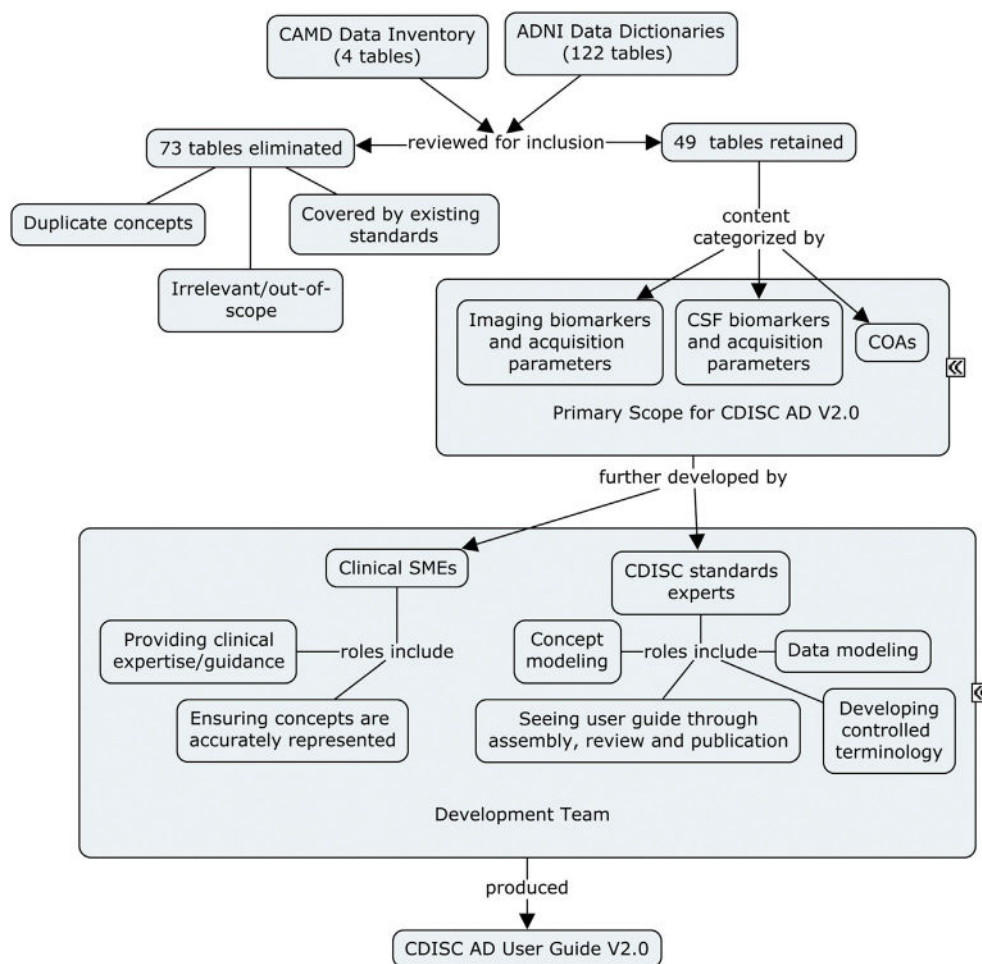 CAMD Data Inventory
(4 tables)
ADNI Data Dictionaries
(122 tables)
reviewed for inclusion
73 tables eliminated
49 tables retained
Duplicate concepts
Covered by existing
standards
Irrelevant/out-of-
scope
content
categorized by
Imaging biomarkers
and acquisition
parameters
CSF biomarkers
and acquisition
parameters
COAs
Primary Scope for CDISC AD V2.0
further developed by
Clinical SMEs
CDISC standards
experts
Providing clinical
expertise/guidance
roles include
Ensuring concepts are
accurately represented
Concept
modeling
roles include
Data modeling
Seeing user guide through
assembly, review and publication
Developing
controlled
terminology
Development Team
produced
CDISC AD User Guide V2.0